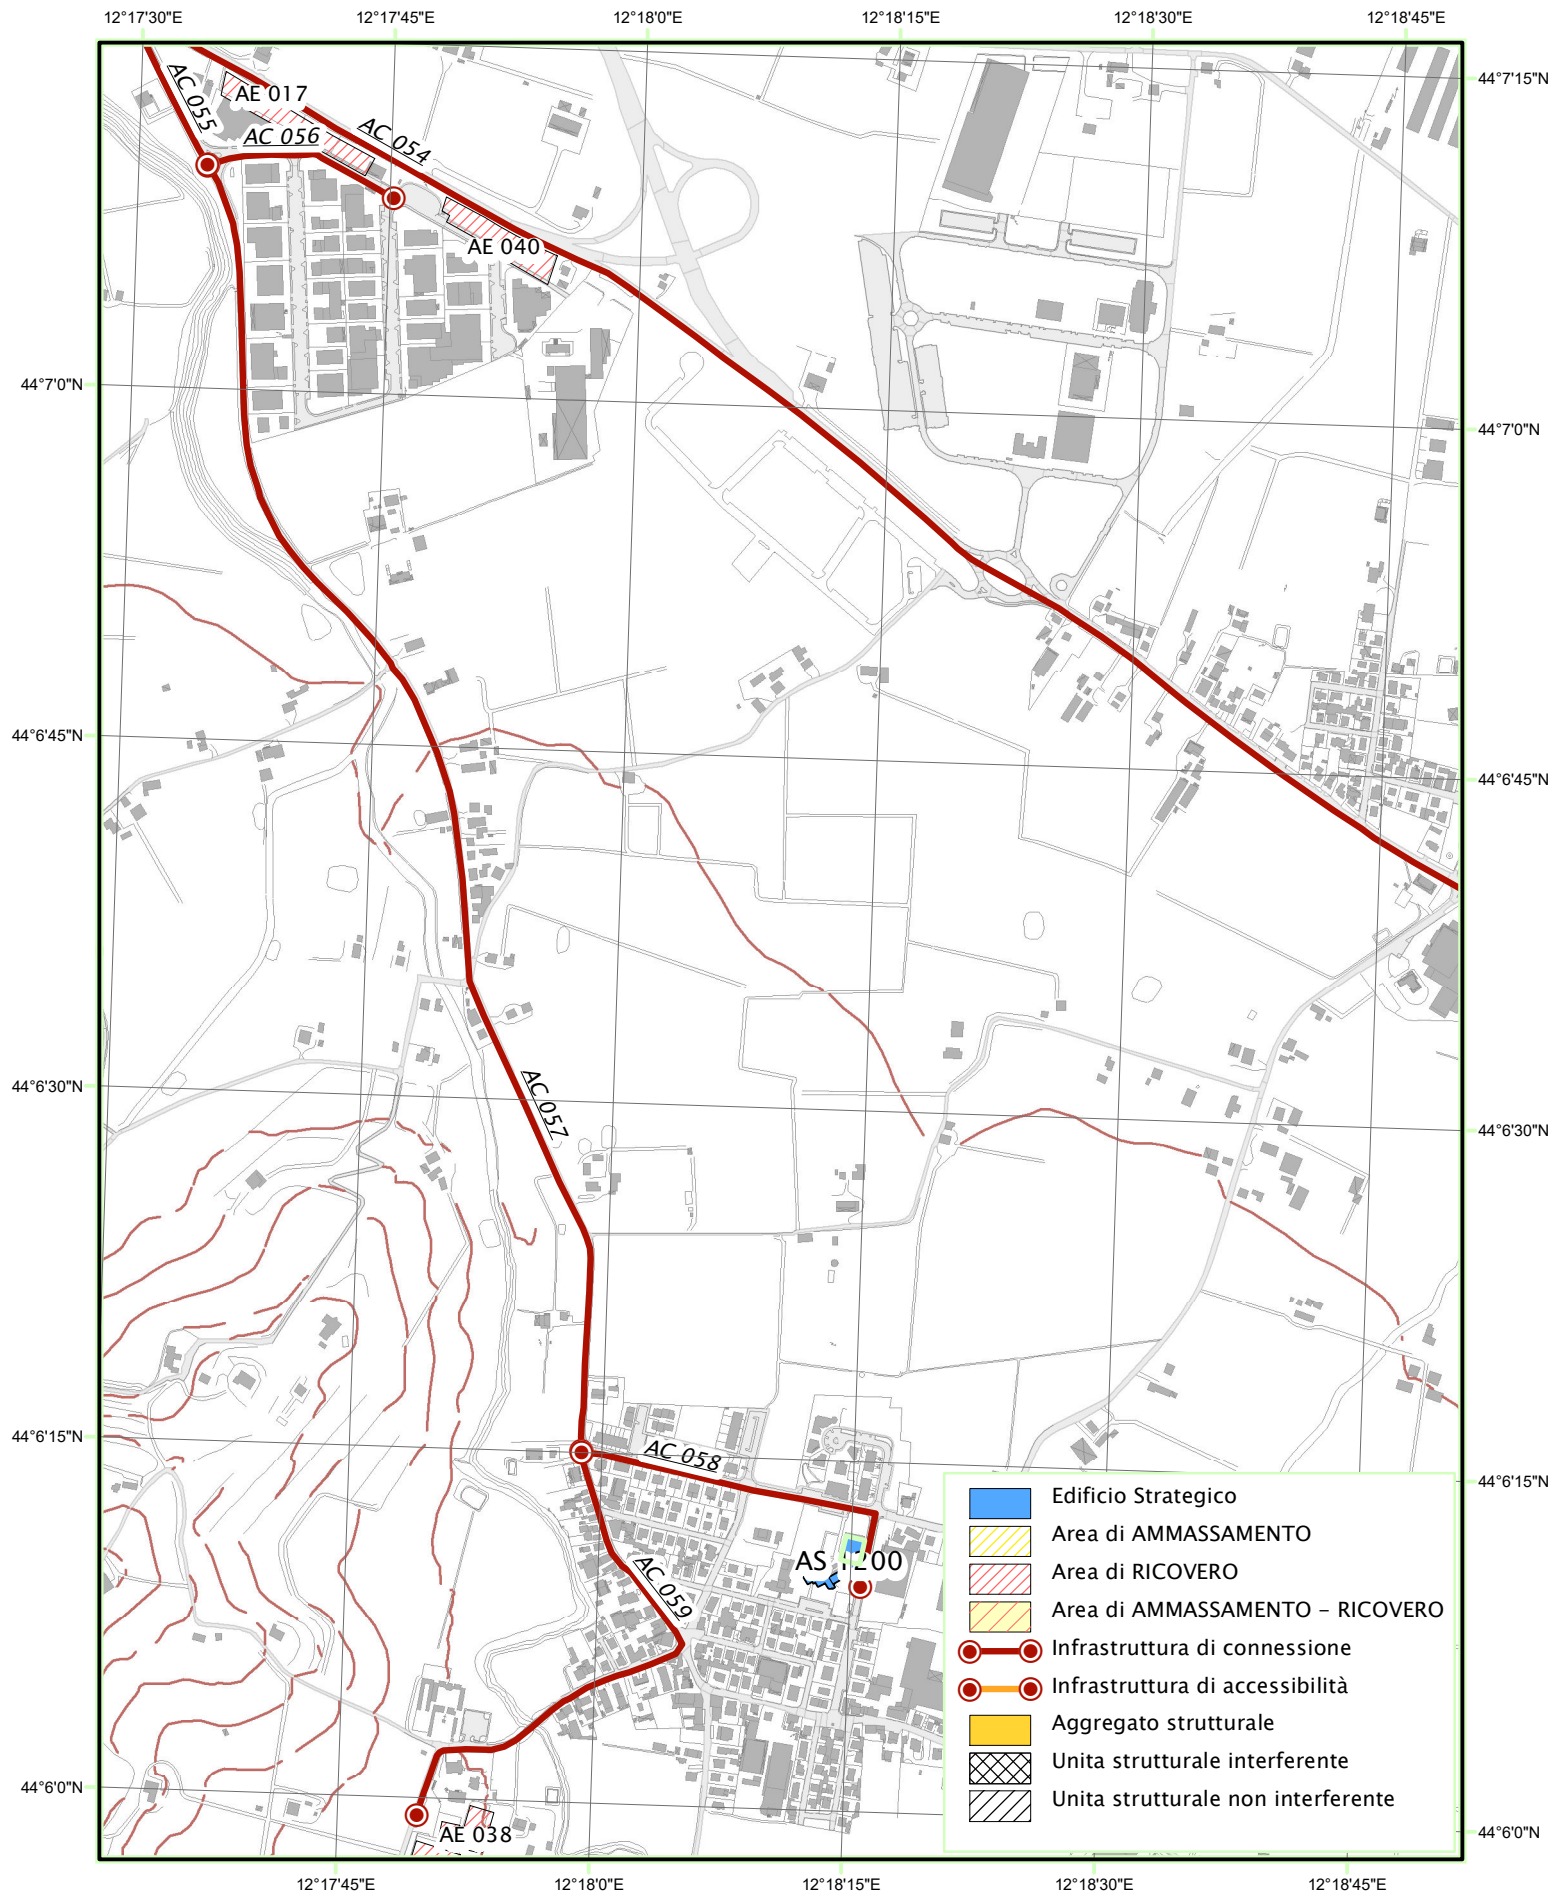 12°17'30"E
12°17'45"E
12°18'0"E
12°18'15"E
12°18'30"E
12°18'45"E
44°7'15"N
AC 055
AE 017
AC 056
AC 054
AE 040
44°7'0"N
44°7'0"N
44°6'45"N
44°6'45"N
44°6'30"N
AC 057
44°6'30"N
44°6'15"N
AC 058
44°6'15"N
AS 1200
AC 059
44°6'0"N
AE 038
44°6'0"N
Edificio Strategico
Area di AMMASSAMENTO
Area di RICOVERO
Area di AMMASSAMENTO – RICOVERO
Infrastruttura di connessione
Infrastruttura di accessibilità
Aggregato strutturale
Unita strutturale interferente
Unita strutturale non interferente
12°17'45"E
12°18'0"E
12°18'15"E
12°18'30"E
12°18'45"E